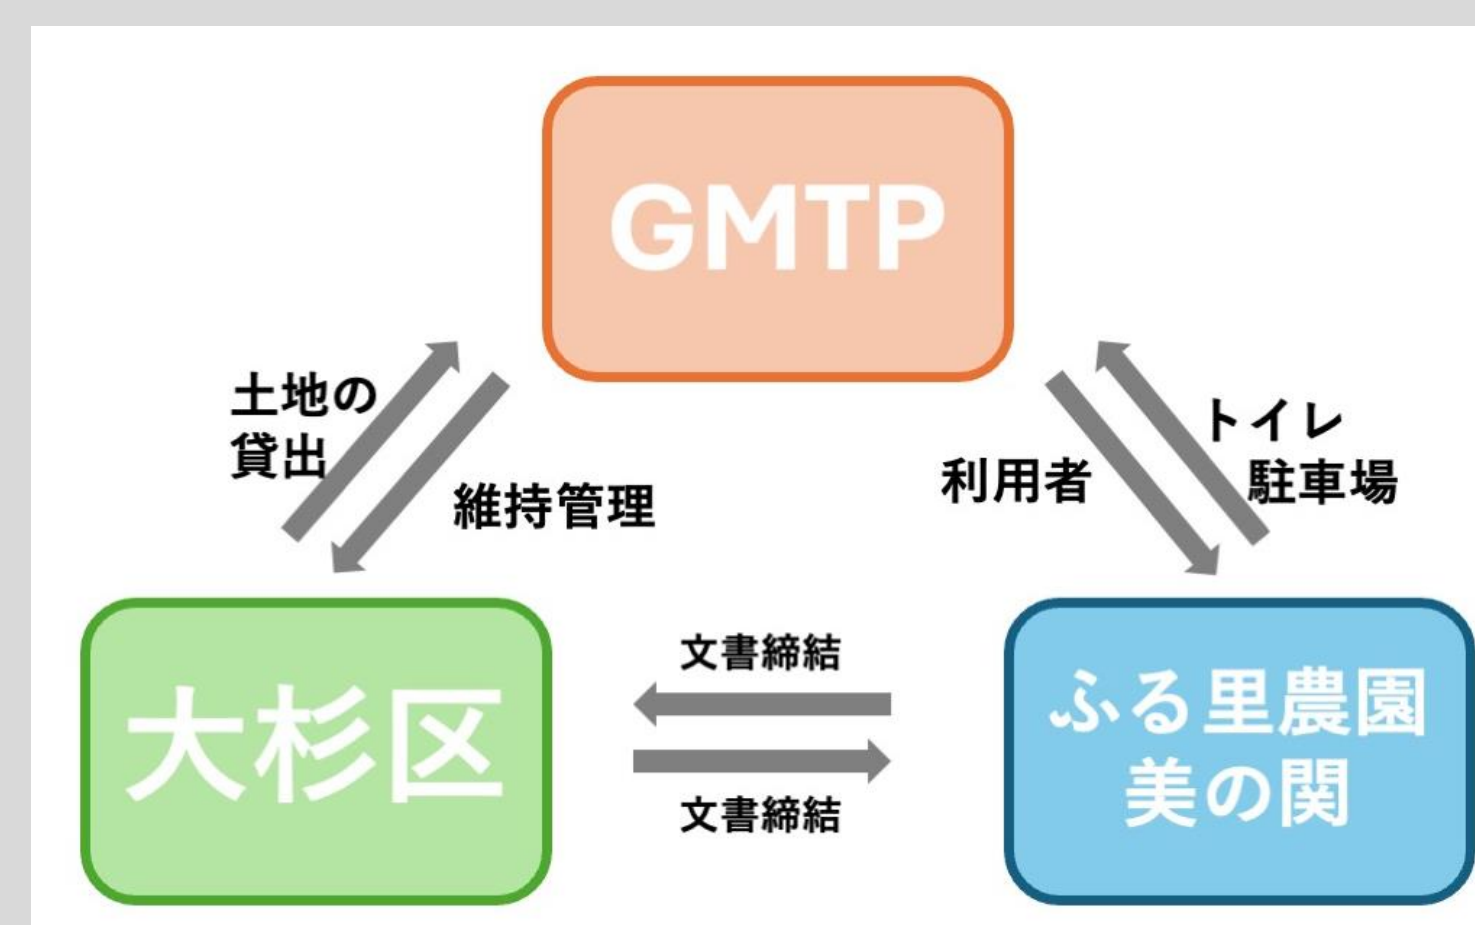 GMTP
土地の
貸出
維持管理
利用者
トイレ
駐車場
大杉区
文書締結
文書締結
ふる里農園
美の関